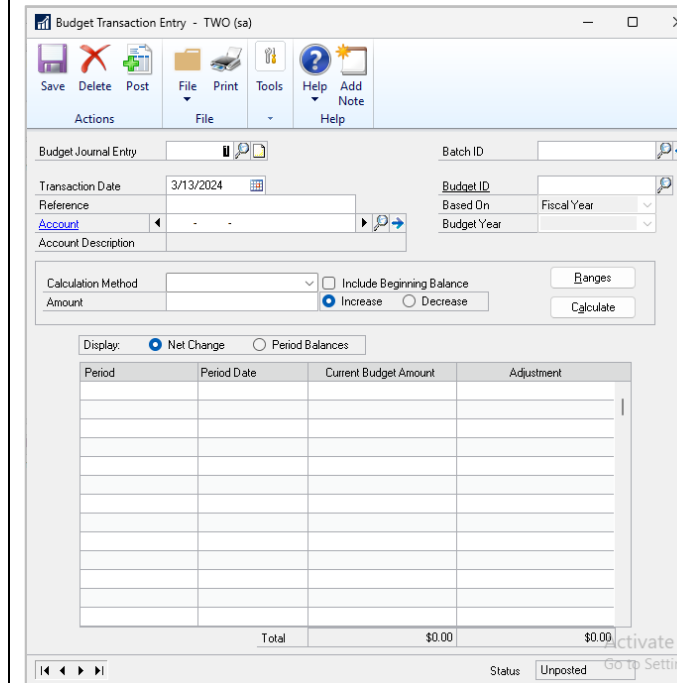 Budget Transaction Entry - TWO (sa)
Save Delete Post File Print Tools Help Add Note
Actions File Help
Budget Journal Entry 1 Batch ID
Transaction Date 3/13/2024 Budget ID
Reference Based On Fiscal Year
Account - - Budget Year
Account Description
Calculation Method Include Beginning Balance Ranges
Amount Increase Decrease Calculate
Display: Net Change Period Balances
Period Period Date Current Budget Amount Adjustment
Total $0.00 $0.00
Activate
Status Unposted Go to Settin